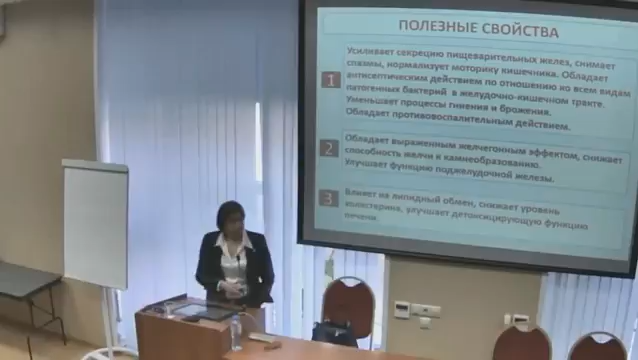 ПОЛЕЗНЫЕ СВОЙСТВА
1
Усиливает секрецию пищеварительных желез, снимает
спазмы, нормализует моторику кишечника. Обладает
антисептическим действием по отношению ко всем видам
патогенных бактерий в желудочно-кишечном тракте.
Уменьшает процессы гниения и брожения.
Обладает противовоспалительным действием.
2
Обладает выраженным желчегонным эффектом, снижает
способность желчи к камнеобразованию.
Улучшает функцию поджелудочной железы.
3
Влияет на липидный обмен, снижает уровень
холестерина, улучшает детоксицирующую функцию
печени.